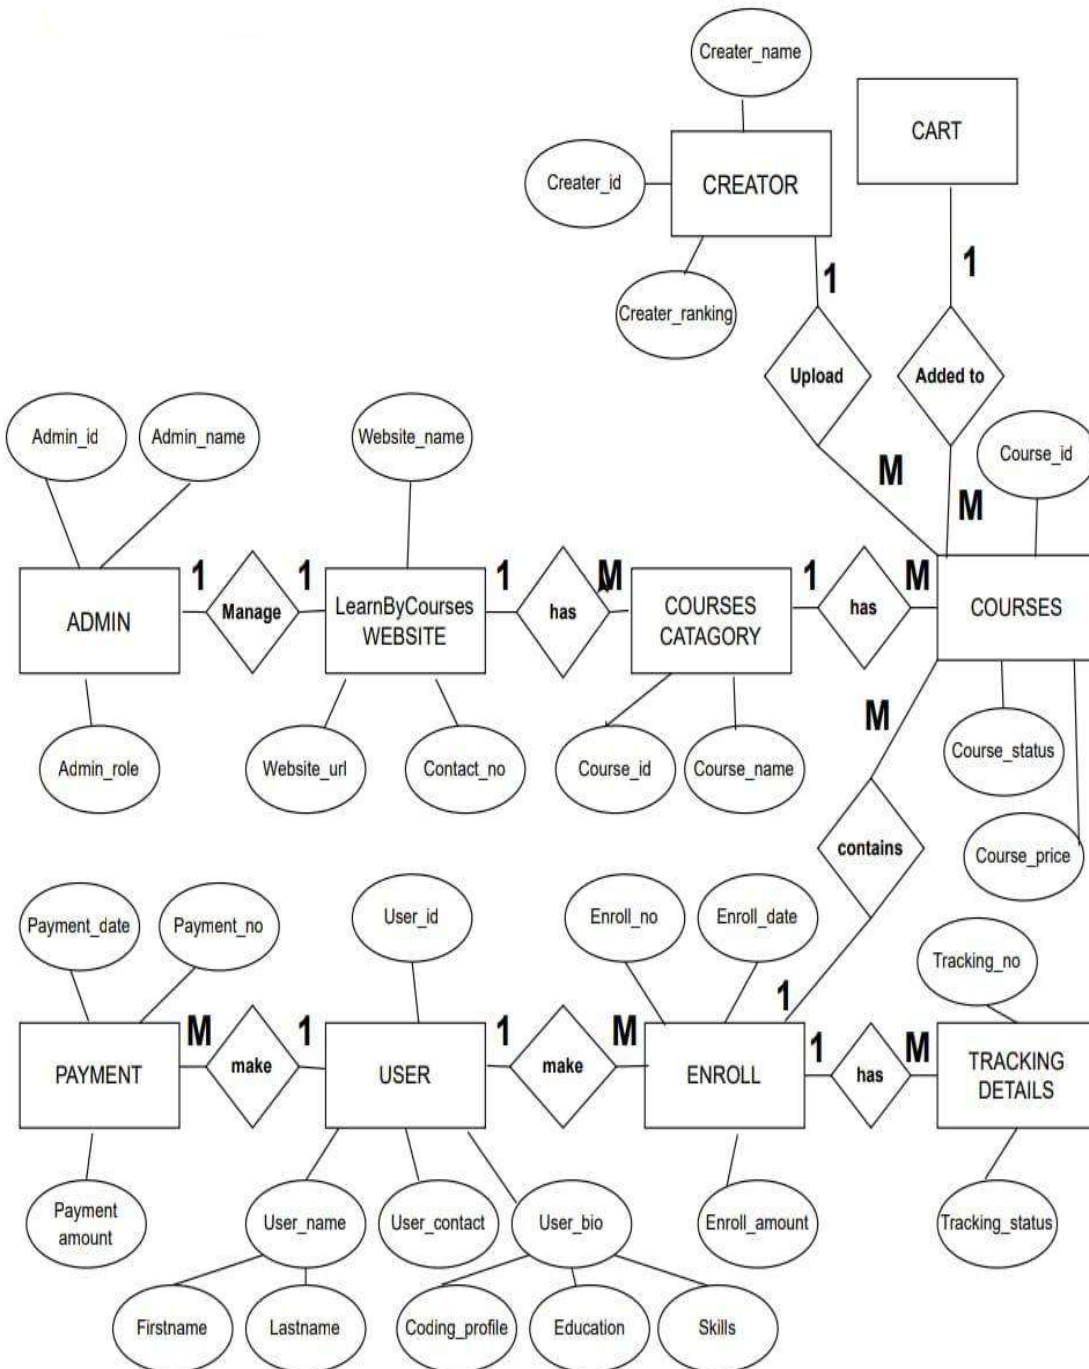 Creater_name
CART
Creater_id
CREATOR
1
1
Creater_ranking
Upload
Added to
Admin_id
Admin_name
Website_name
Course_id
M
M
ADMIN
1
Manage
1
LearnByCourses
WEBSITE
1
has
M
COURSES
CATAGORY
1
has
M
COURSES
M
Admin_role
Website_url
Contact_no
Course_id
Course_name
Course_status
contains
Course_price
Payment_date
Payment_no
User_id
Enroll_no
Enroll_date
Tracking_no
1
PAYMENT
M
make
1
USER
1
make
M
ENROLL
1
has
M
TRACKING
DETAILS
Payment
amount
User_name
User_contact
User_bio
Enroll_amount
Tracking_status
Firstname
Lastname
Coding_profile
Education
Skills